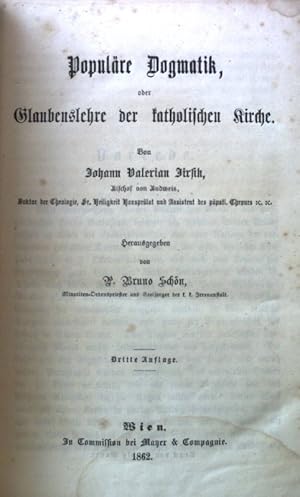 Populäre Dogmatik,
oder
Glaubenslehre der katholischen Kirche.
Von
Johann Valerian Jirsik,
Bischof von Budweis,
Doktor der Theologie, Sr. Heiligkeit Hausprälat und Assistent des päpstl. Thrones ꝛc. ꝛc.
Herausgegeben
von
P. Bruno Schön,
Minoriten-Ordenspriester und Seelsorger der k. k. Irrenanstalt.
Dritte Auflage.
Wien.
In Commission bei Mayer & Compagnie.
1862.